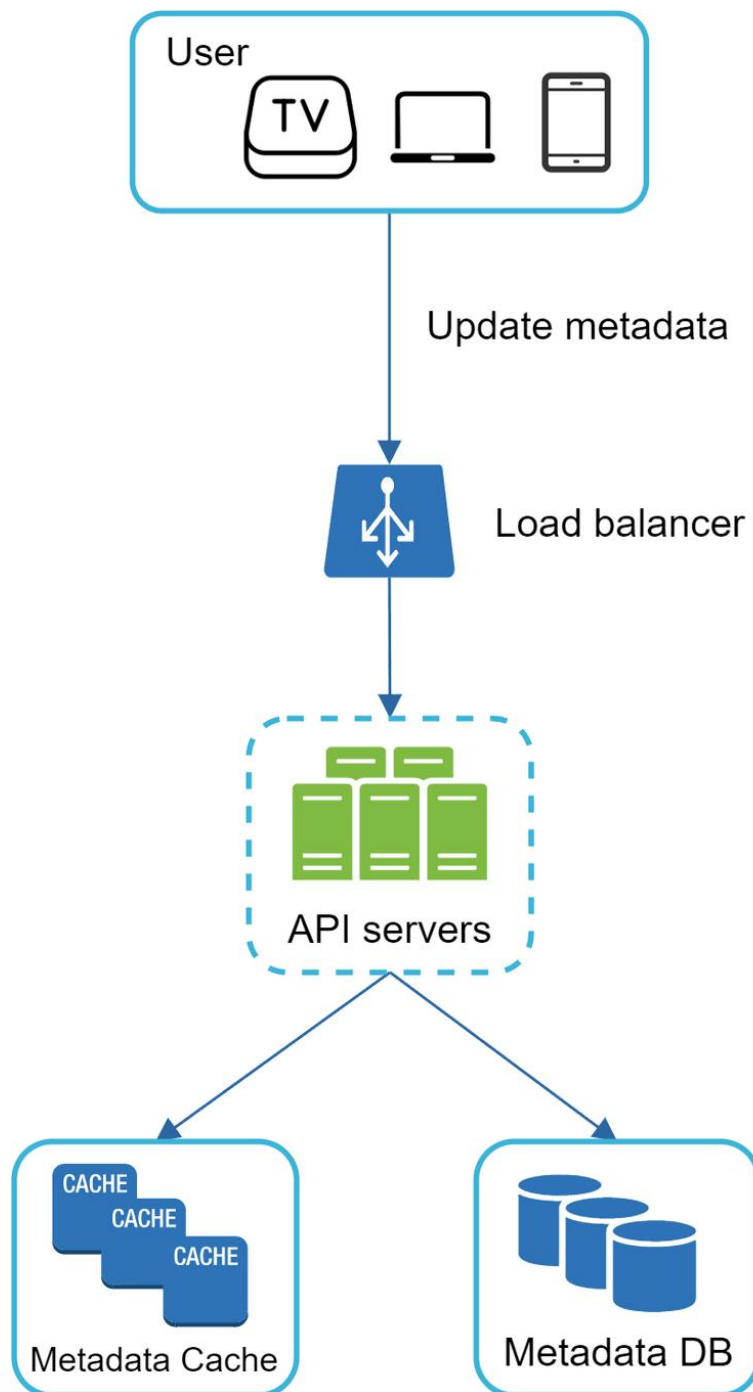 User
TV
Update metadata
Load balancer
API servers
CACHE
CACHE
CACHE
Metadata Cache
Metadata DB